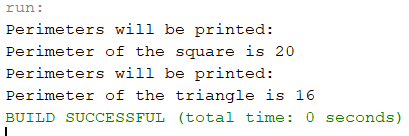 run:
Perimeters will be printed:
Perimeter of the square is 20
Perimeters will be printed:
Perimeter of the triangle is 16
BUILD SUCCESSFUL (total time: 0 seconds)